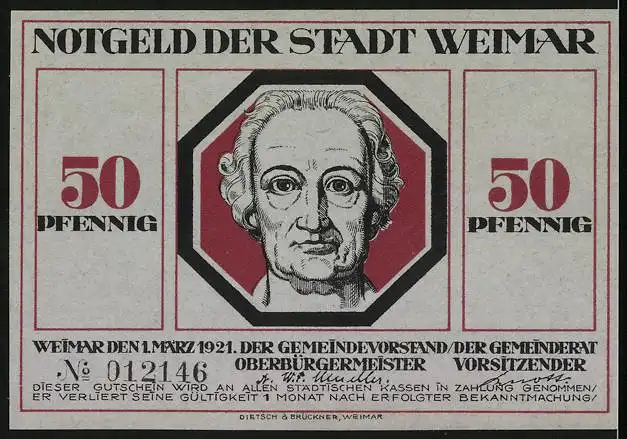 NOTGELD DER STADT WEIMAR
50
PFENNIG
50
PFENNIG
WEIMAR DEN 1. MÄRZ 1921. DER GEMEINDEVORSTAND/DER GEMEINDERAT
OBERBÜRGERMEISTER VORSITZENDER
No 012146
DIESER GUTSCHEIN WIRD AN ALLEN STÄDTISCHEN KASSEN IN ZAHLUNG GENOMMEN/
ER VERLIERT SEINE GÜLTIGKEIT 1 MONAT NACH ERFOLGTER BEKANNTMACHUNG/
DIETSCH & BRÜCKNER, WEIMAR